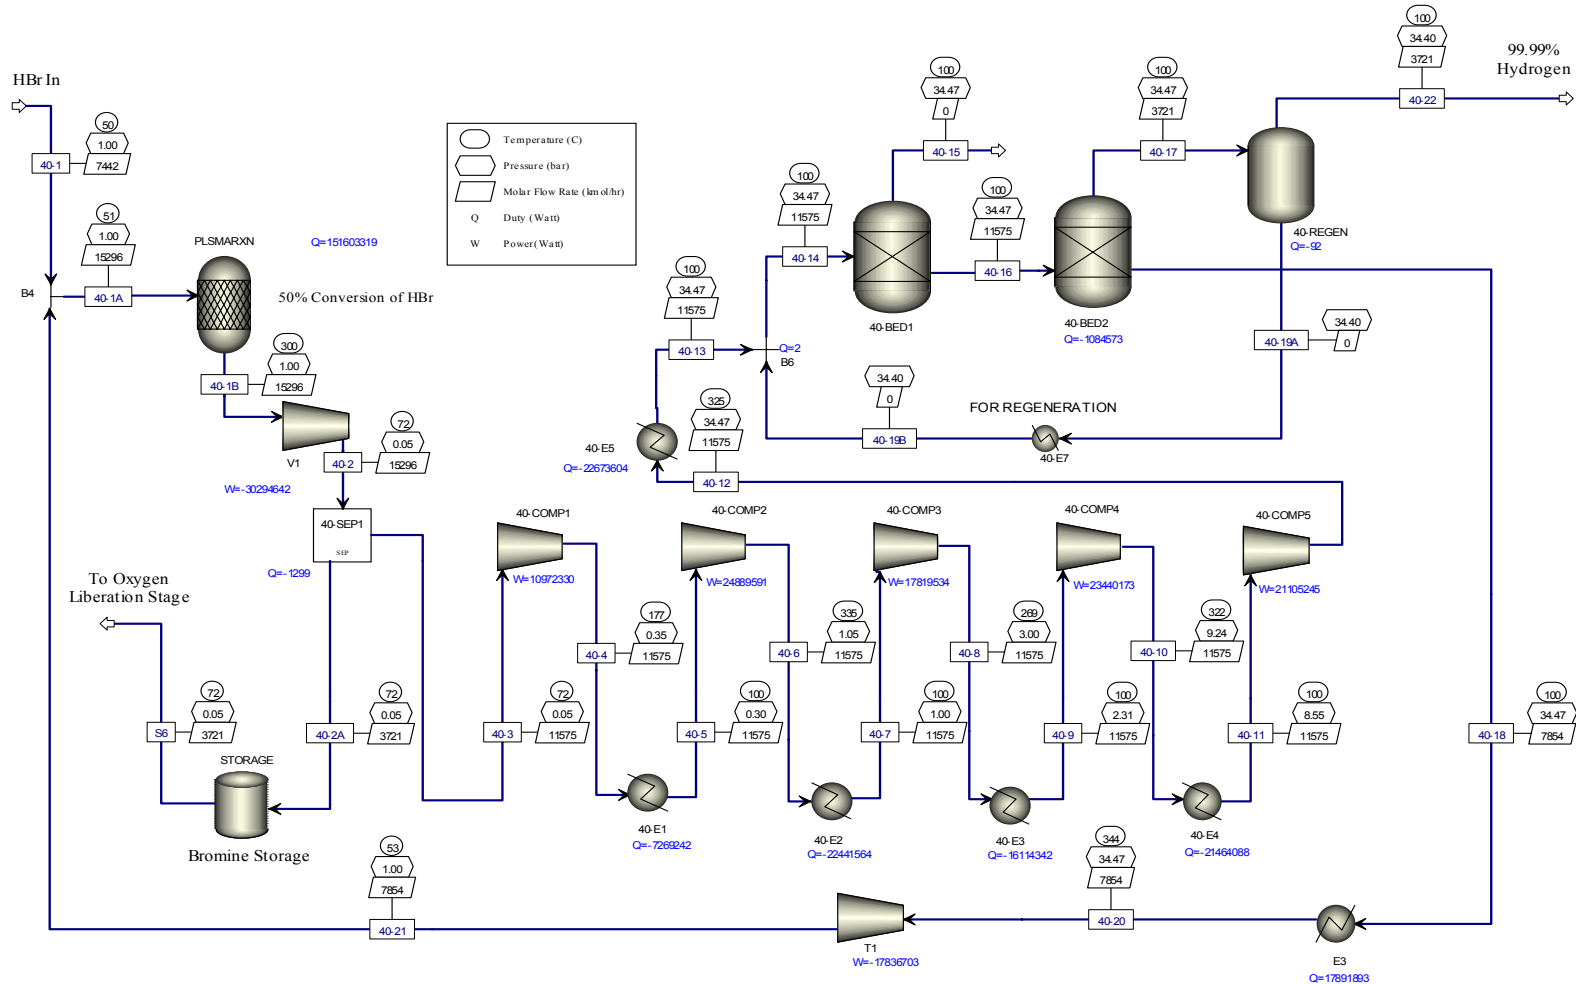 HBr In
50
1.00
7442
40-1
51
1.00
15296
40-1A
B4
PLSMARXN
Q=151603319
50% Conversion of HBr
300
1.00
15296
40-1B
V1
W=-30294642
72
0.05
15296
40-2
40-SEP1
SEP
Q=-1299
To Oxygen
Liberation Stage
72
0.05
3721
S6
72
0.05
3721
40-2A
STORAGE
Bromine Storage
Temperature (C)
Pressure (bar)
Molar Flow Rate (kmol/hr)
Q Duty (Watt)
W Power(Watt)
40-COMP1
W=10972330
72
0.05
11575
40-3
177
0.35
11575
40-4
40-E1
Q=-7269242
100
0.30
11575
40-5
40-COMP2
W=24889591
335
1.05
11575
40-6
40-E2
Q=-22441564
100
1.00
11575
40-7
40-COMP3
W=17819534
269
3.00
11575
40-8
40-E3
Q=-16114342
100
2.31
11575
40-9
40-COMP4
W=23440173
322
9.24
11575
40-10
40-E4
Q=-21464088
100
8.55
11575
40-11
40-COMP5
W=21105245
325
34.47
11575
40-12
40-E5
Q=-22673604
100
34.47
11575
40-13
Q=2
B6
100
34.47
11575
40-14
40-BED1
100
34.47
0
40-15
100
34.47
11575
40-16
40-BED2
Q=-1084573
100
34.47
3721
40-17
40-REGEN
Q=-92
100
34.40
3721
40-22
99.99%
Hydrogen
34.40
0
40-19A
40-E7
FOR REGENERATION
34.40
0
40-19B
100
34.47
7854
40-18
E3
Q=17891893
344
34.47
7854
40-20
T1
W=-17836703
53
1.00
7854
40-21